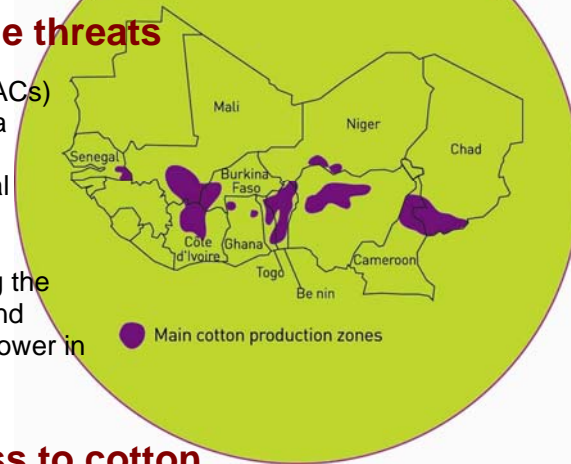 e threats
ACs)
a
al
g the
nd
ower in
ss to cotton
Mali
Niger
Chad
Senegal
Burkina
Faso
Côte
d'Ivoire
Ghana
Togo
Be nin
Cameroon
Main cotton production zones